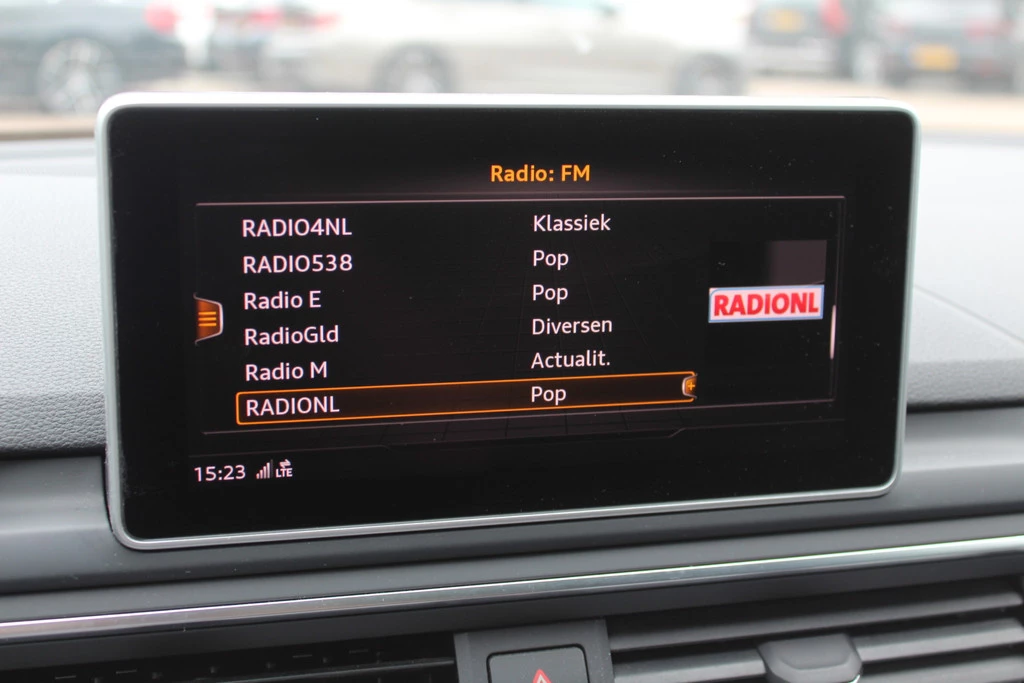 Radio: FM
RADIO4NL Klassiek
RADIO538 Pop
Radio E Pop
RadioGld Diversen
Radio M Actualit.
RADIONL Pop
RADIONL
15:23 LTE